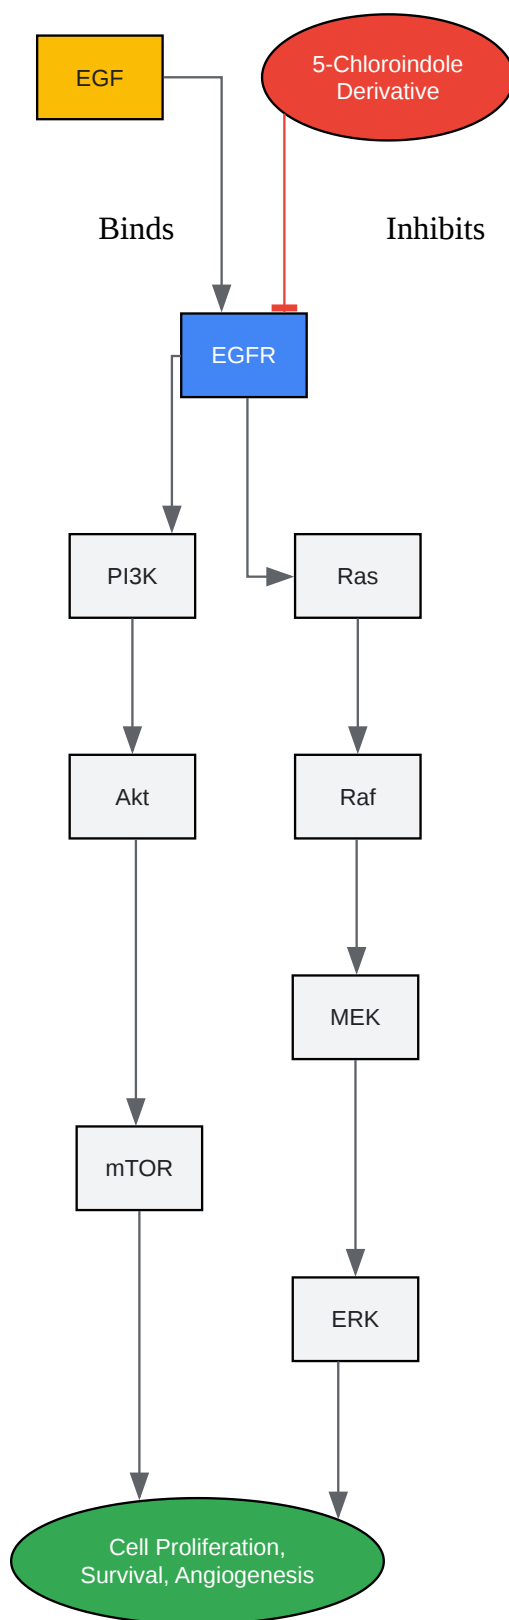 EGF
5-Chloroindole
Derivative
Binds
Inhibits
EGFR
PI3K
Ras
Akt
Raf
MEK
mTOR
ERK
Cell Proliferation,
Survival, Angiogenesis